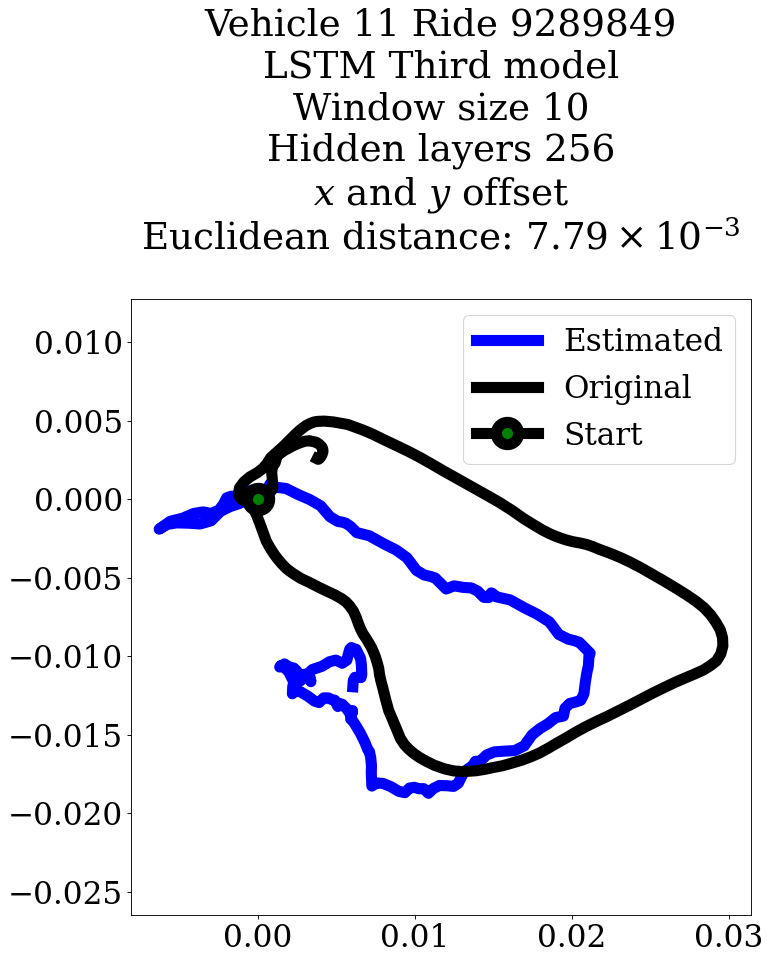 Vehicle 11 Ride 9289849
LSTM Third model
Window size 10
Hidden layers 256
x and y offset
Euclidean distance: 7.79 × 10⁻³
Estimated
Original
Start
0.010
0.005
0.000
−0.005
−0.010
−0.015
−0.020
−0.025
0.00 0.01 0.02 0.03